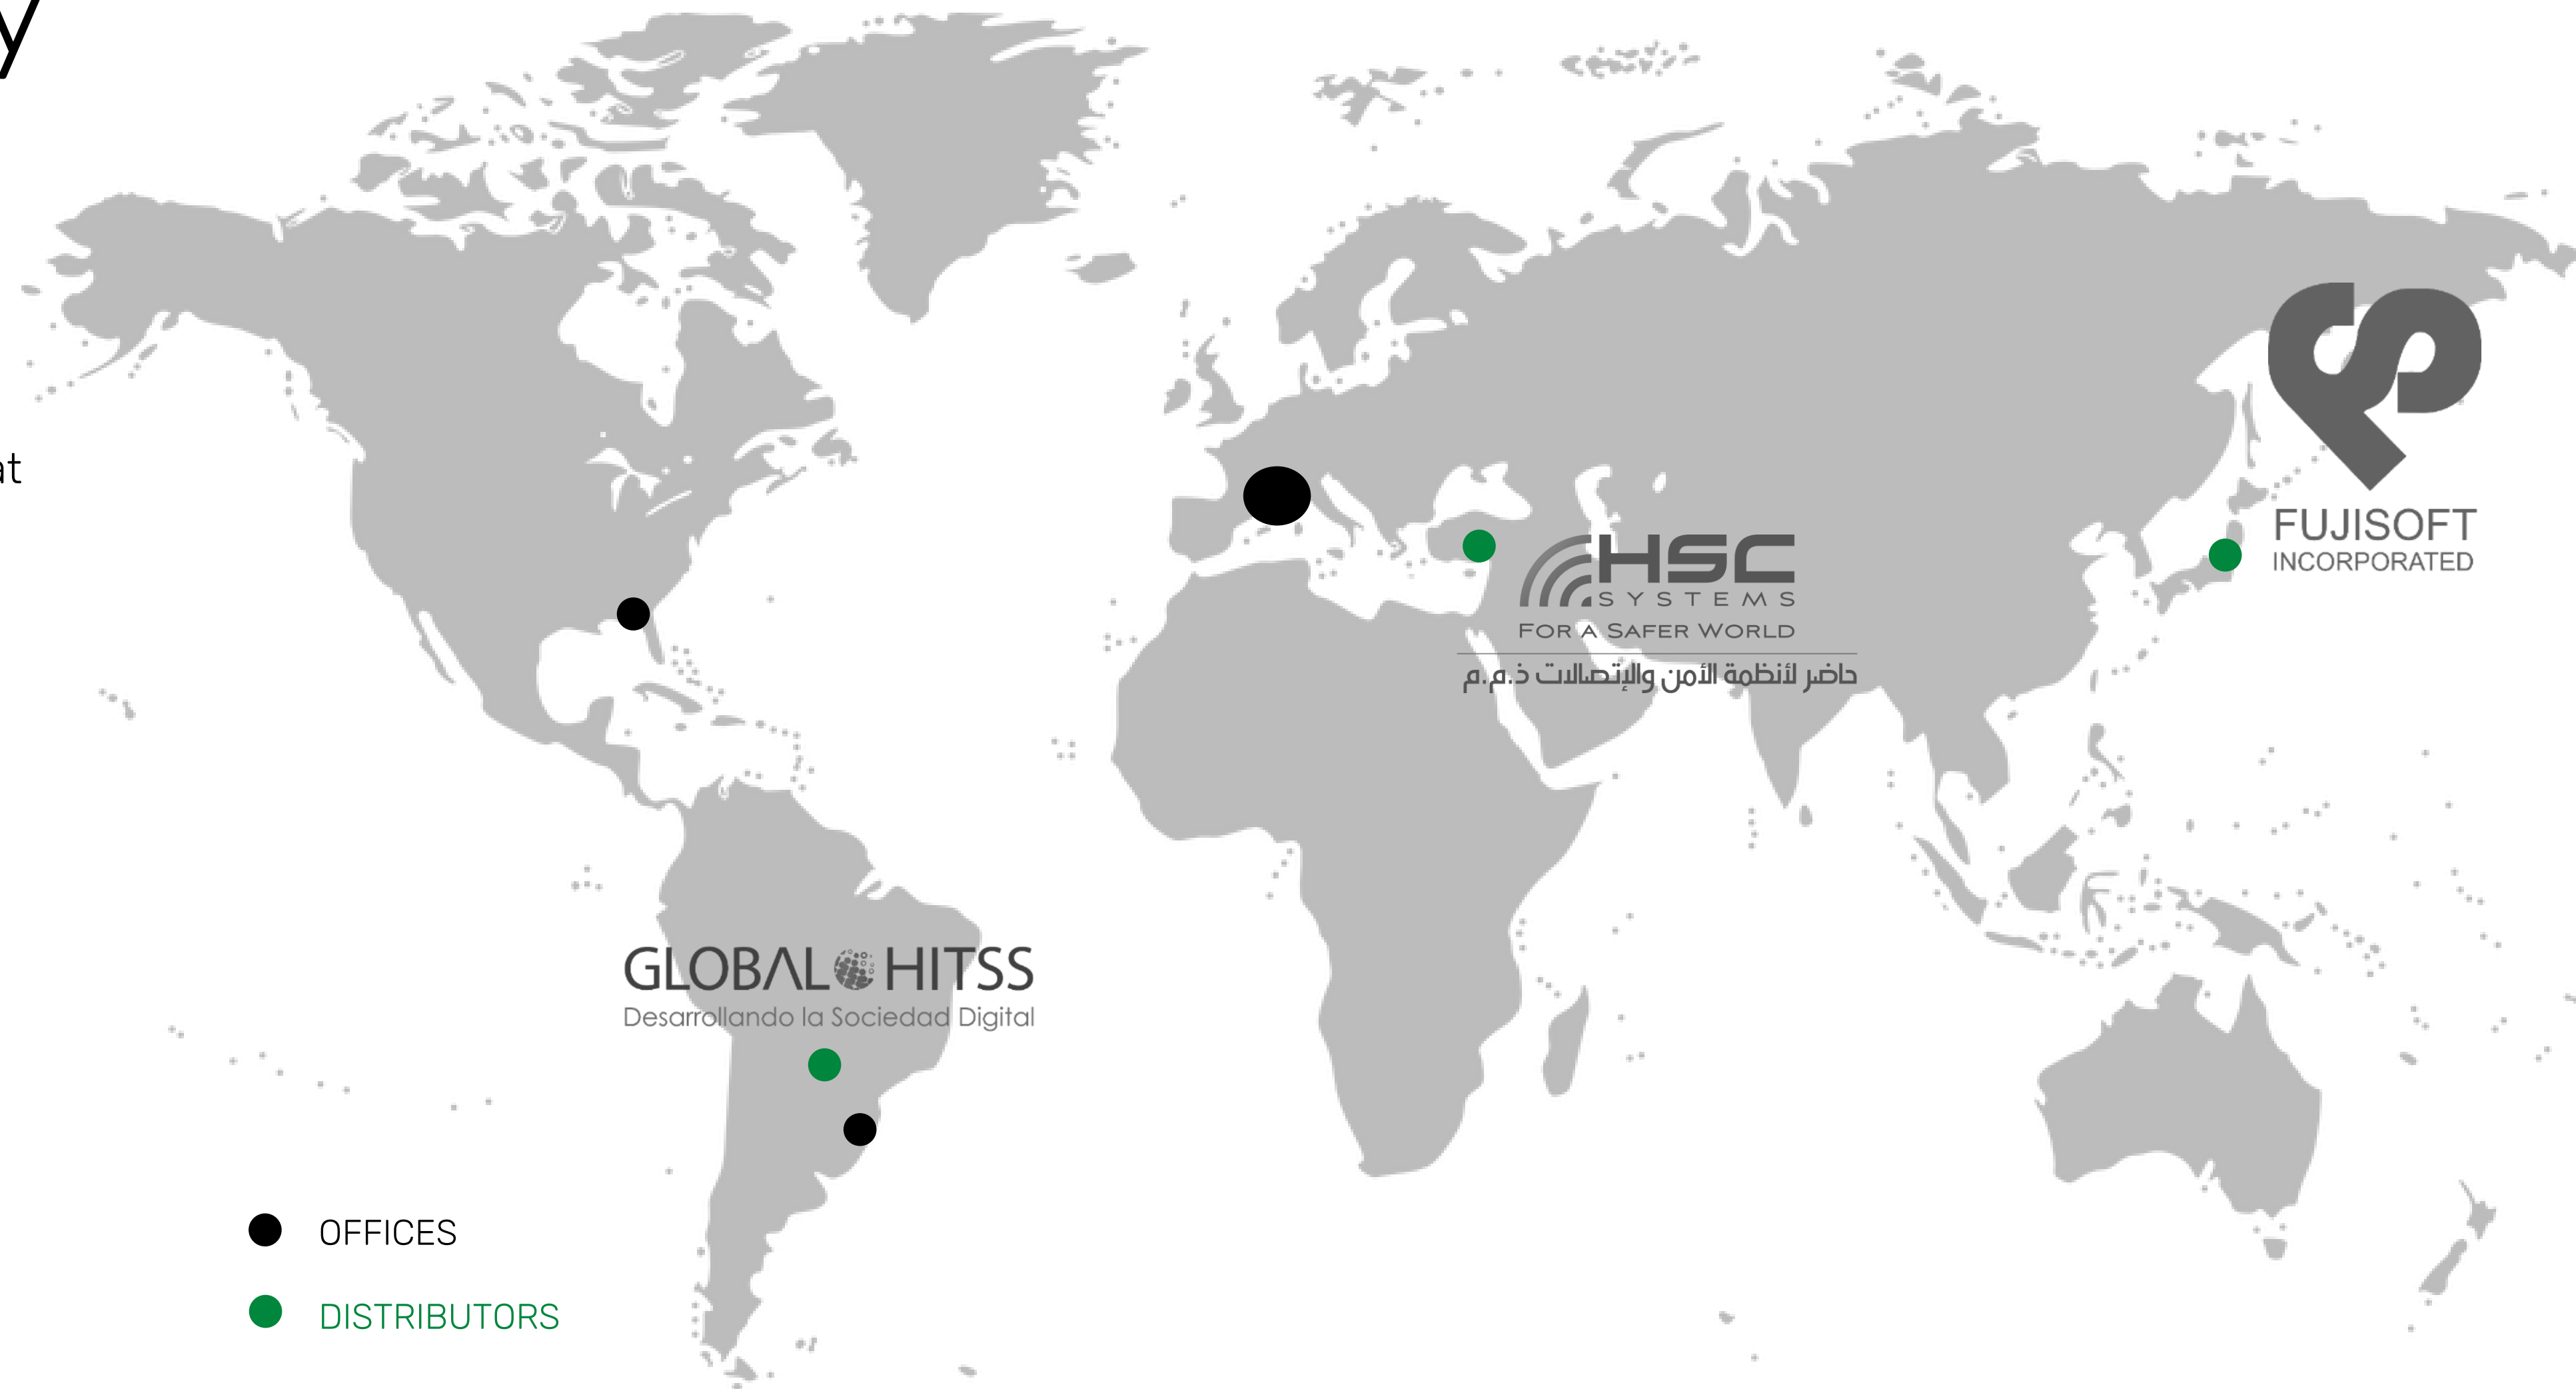 y
at
FUJISOFT
INCORPORATED
HSC
SYSTEMS
FOR A SAFER WORLD
حاضر لأنظمة الأمن والإتصالات ذ.م.م
GLOBAL HITSS
Desarrollando la Sociedad Digital
OFFICES
DISTRIBUTORS